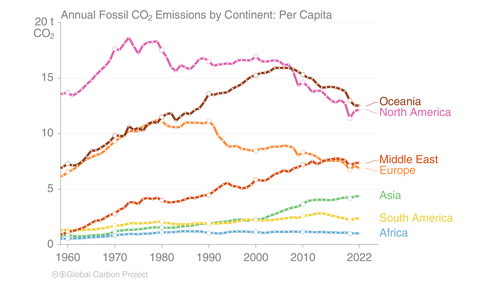 Annual Fossil CO₂ Emissions by Continent: Per Capita
20 t
CO₂
15
10
5
0
1960 1970 1980 1990 2000 2010 2022
Oceania
North America
Middle East
Europe
Asia
South America
Africa
Global Carbon Project